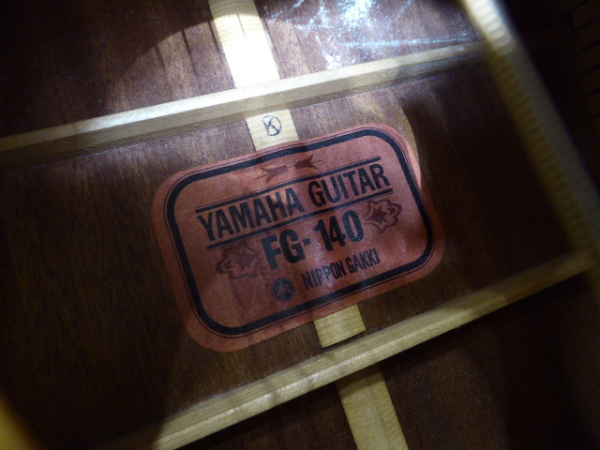 K
YAMAHA GUITAR
FG-140
NIPPON GAKKI